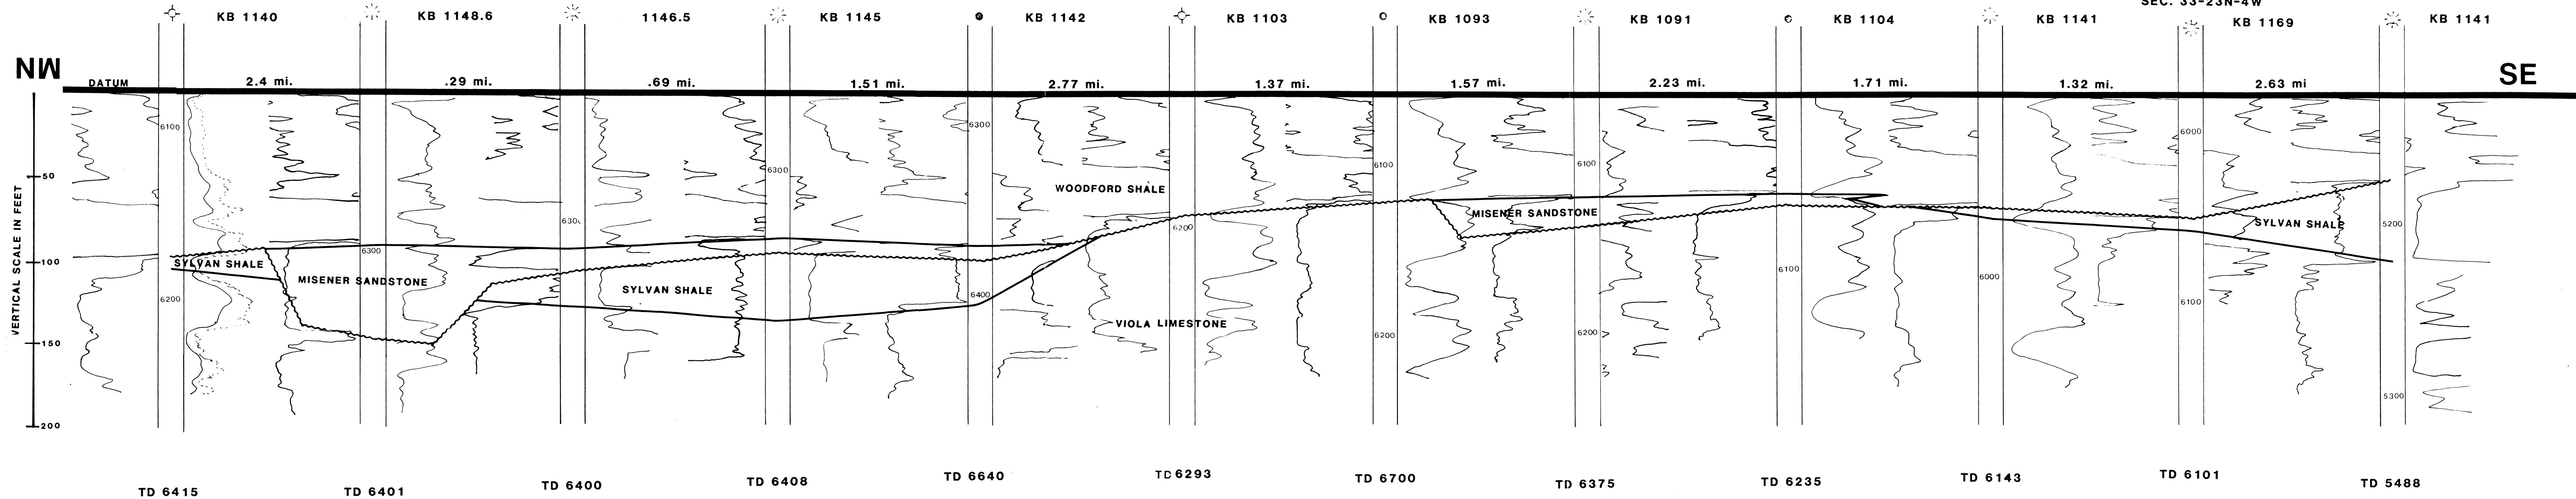 SEC. 33-23N-4W
KB 1140 KB 1148.6 1146.5 KB 1145 KB 1142 KB 1103 KB 1093 KB 1091 KB 1104 KB 1141 KB 1169 KB 1141
NW SE
DATUM 2.4 mi. .29 mi. .69 mi. 1.51 mi. 2.77 mi. 1.37 mi. 1.57 mi. 2.23 mi. 1.71 mi. 1.32 mi. 2.63 mi
6100 6300 6000
6300 6100 6100
50 WOODFORD SHALE
VERTICAL SCALE IN FEET
MISENER SANDSTONE
6200 SYLVAN SHALE 5200
6300
100 SYLVAN SHALE 6100
MISENER SANDSTONE 6000
6200 SYLVAN SHALE 6400 6100
VIOLA LIMESTONE
6200 6200
150
5300
200
TD 6415 TD 6401 TD 6400 TD 6408 TD 6640 TD 6293 TD 6700 TD 6375 TD 6235 TD 6143 TD 6101 TD 5488